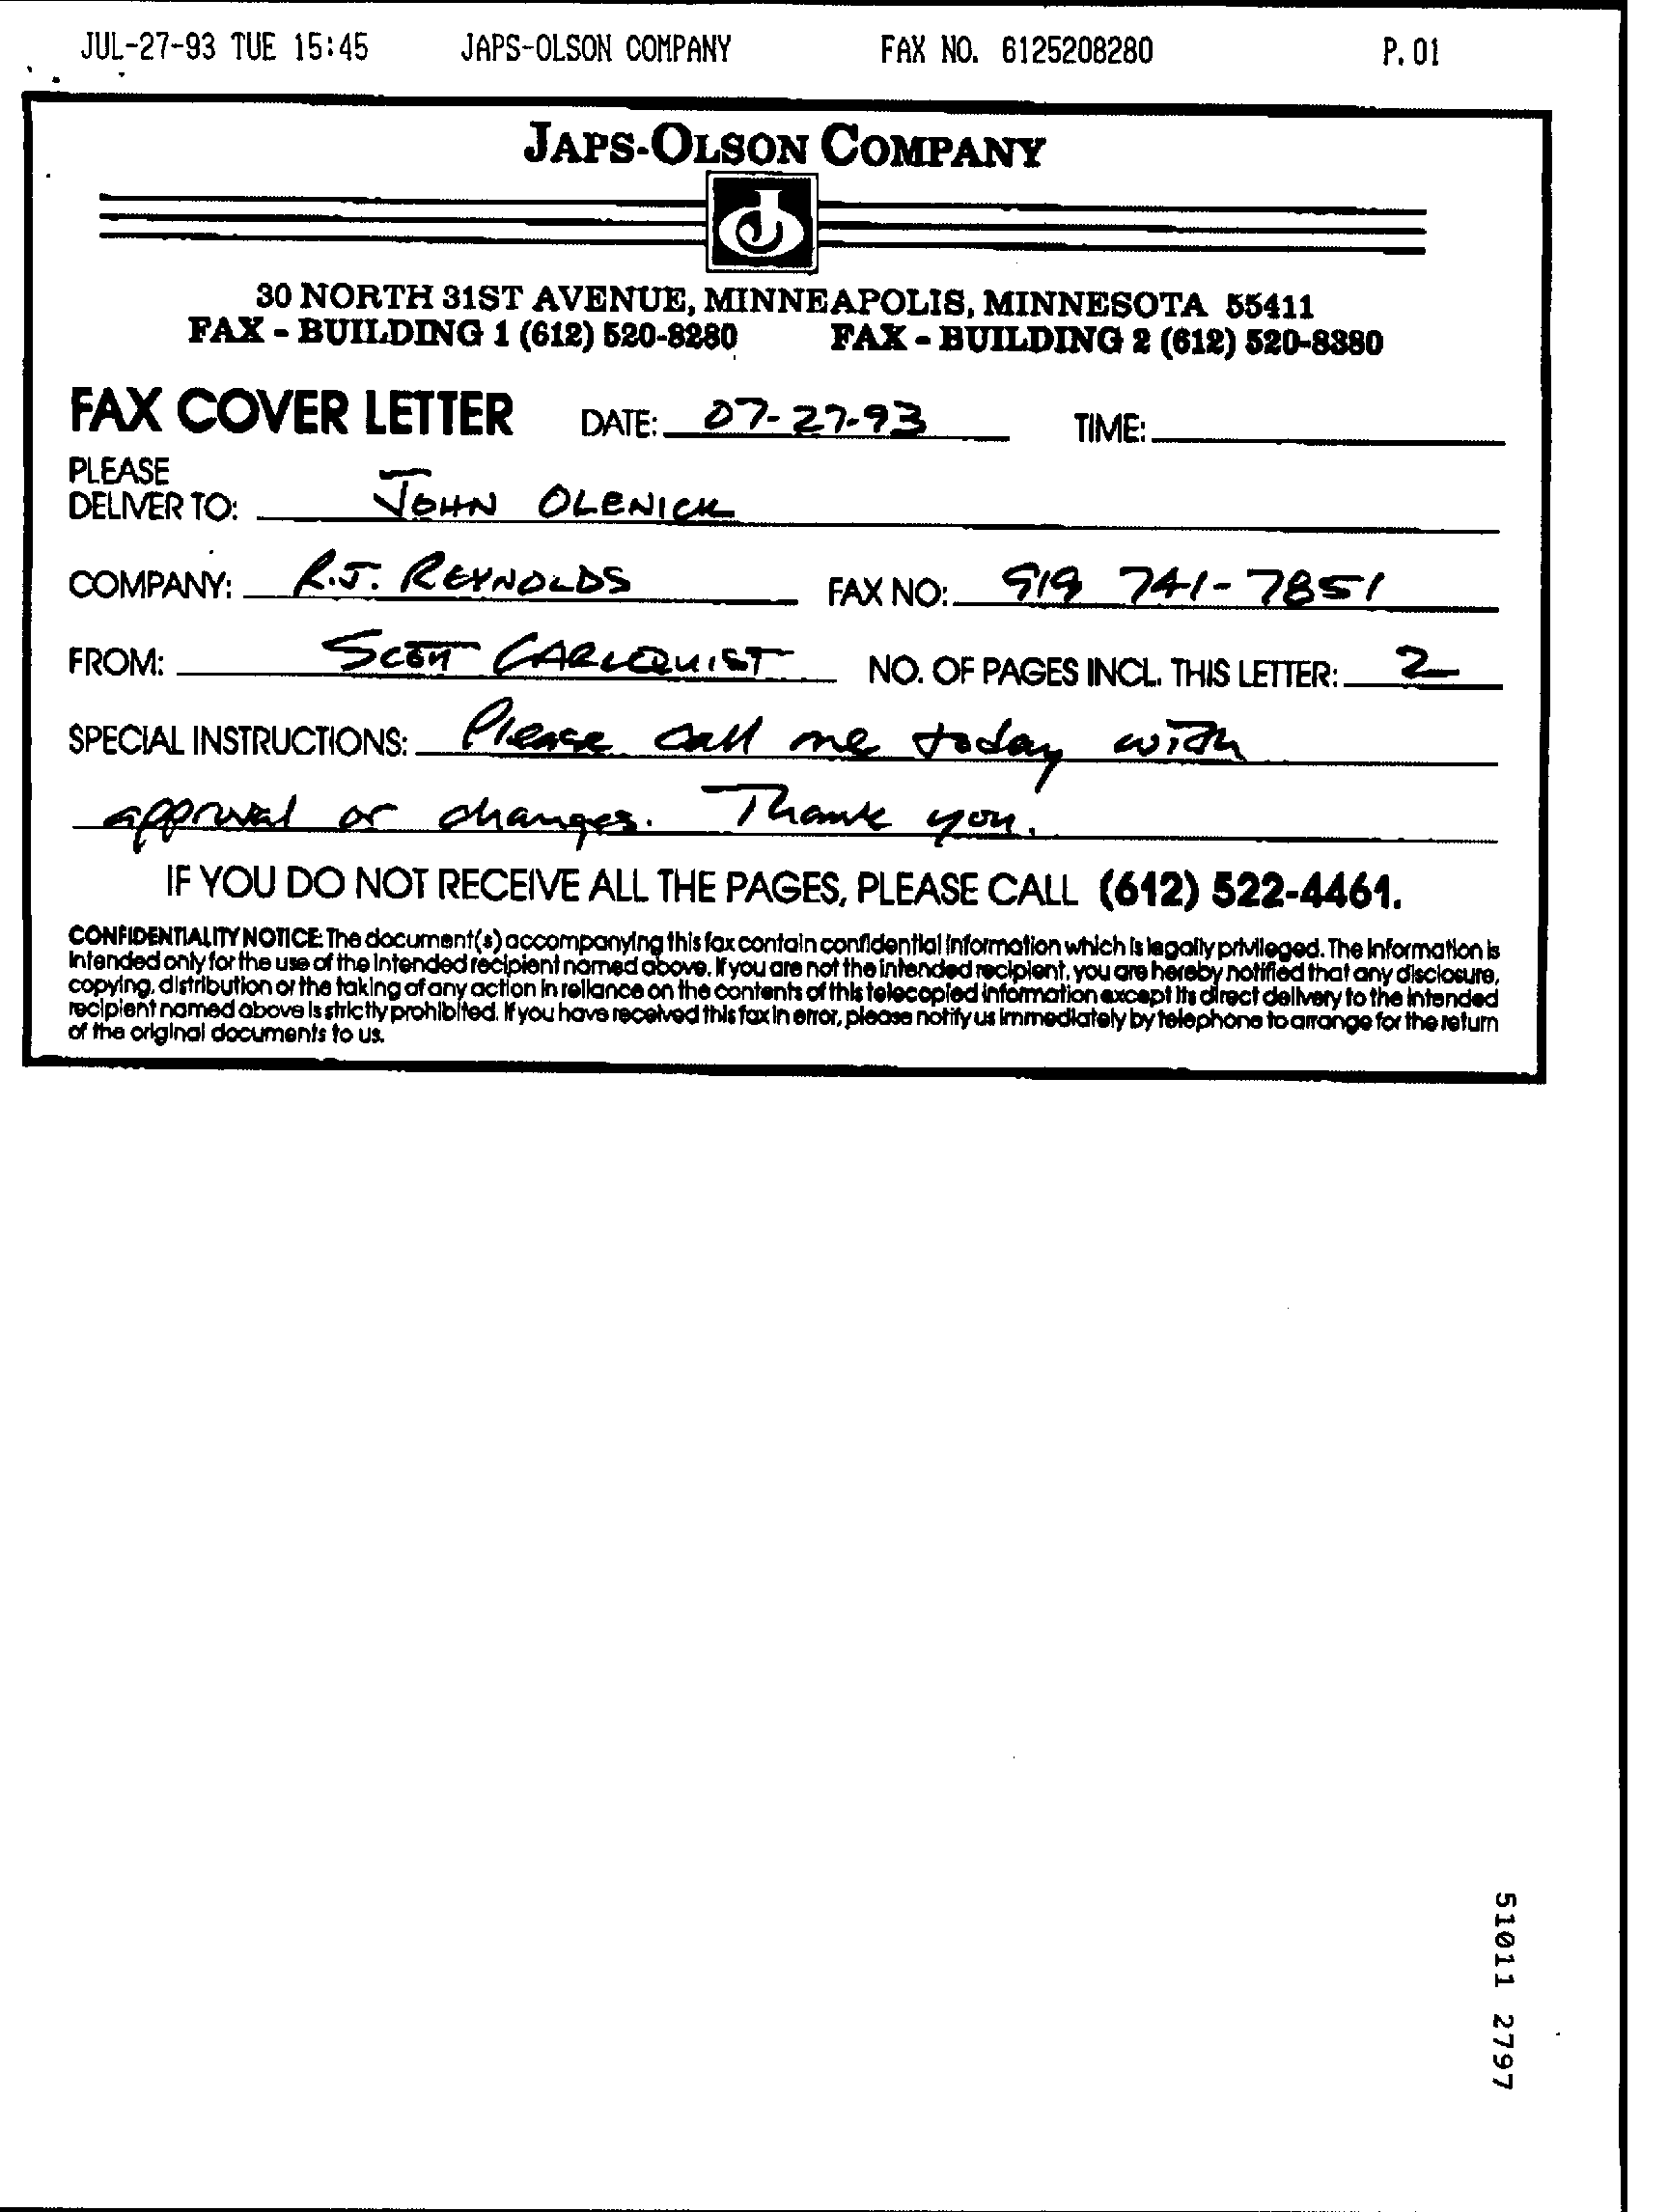 JUL-27-93 TUE 15:45 JAPS-OLSON COMPANY FAX NO. 6125208280 P. 01
JAPS-OLSON COMPANY
30 NORTH 31ST AVENUE, MINNEAPOLIS, MINNESOTA 55411
FAX - BUILDING 1 (612) 520-8280 FAX - BUILDING 2 (612) 520-8380
FAX COVER LETTER DATE: 07-27-93 TIME:
PLEASE
DELIVER TO: JOHN OLENICK
COMPANY: R.J. REYNOLDS FAX NO: 919 741-7851
FROM: SCOTT CARLQUIST NO. OF PAGES INCL. THIS LETTER: 2
SPECIAL INSTRUCTIONS: Please call me today with
approval or changes. Thank you.
IF YOU DO NOT RECEIVE ALL THE PAGES, PLEASE CALL (612) 522-4461.
CONFIDENTIALITY NOTICE: The document(s) accompanying this fax contain confidential information which is legally privileged. The information is
intended only for the use of the intended recipient named above. If you are not the intended recipient, you are hereby notified that any disclosure,
copying, distribution or the taking of any action in reliance on the contents of this telecopied information except its direct delivery to the intended
recipient named above is strictly prohibited. If you have received this fax in error, please notify us immediately by telephone to arrange for the return
of the original documents to us.
51011 2797